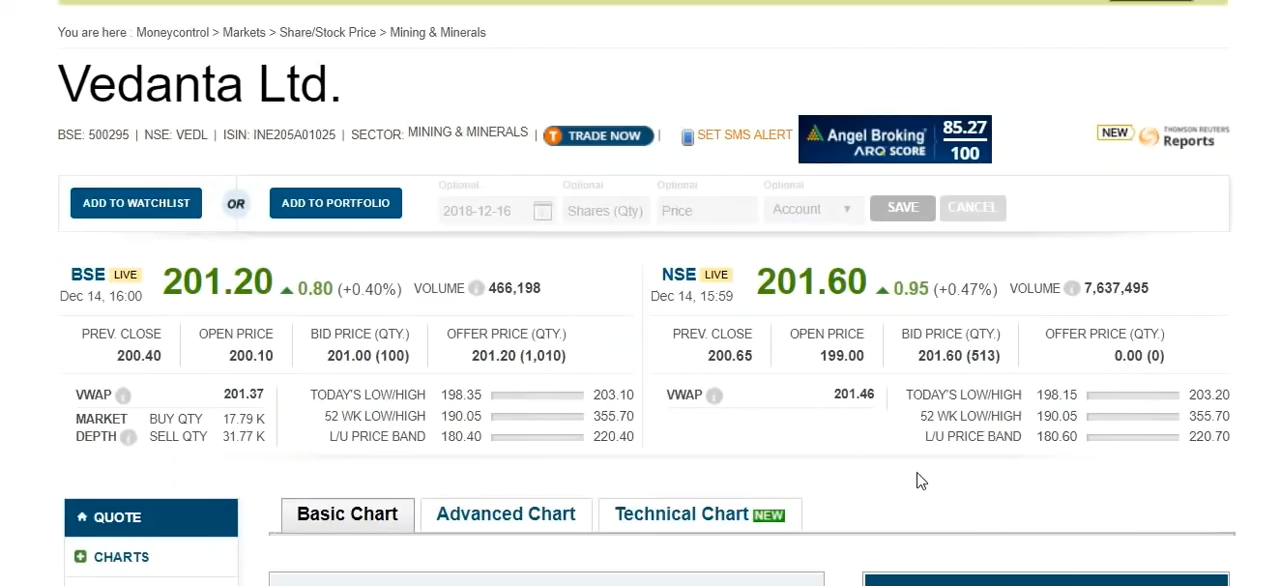 You are here : Moneycontrol > Markets > Share/Stock Price > Mining & Minerals
Vedanta Ltd.
BSE: 500295 | NSE: VEDL | ISIN: INE205A01025 | SECTOR: MINING & MINERALS | T TRADE NOW | SET SMS ALERT
Angel Broking ARQ SCORE 85.27 100
NEW THOMSON REUTERS Reports
ADD TO WATCHLIST OR ADD TO PORTFOLIO
Optional Optional Optional Optional
2018-12-16 Shares (Qty) Price Account ▼ SAVE CANCEL
BSE LIVE 201.20 ▲ 0.80 (+0.40%) VOLUME i 466,198
Dec 14, 16:00
PREV. CLOSE OPEN PRICE BID PRICE (QTY.) OFFER PRICE (QTY.)
200.40 200.10 201.00 (100) 201.20 (1,010)
VWAP i 201.37 TODAY'S LOW/HIGH 198.35 203.10
MARKET BUY QTY 17.79 K 52 WK LOW/HIGH 190.05 355.70
DEPTH i SELL QTY 31.77 K L/U PRICE BAND 180.40 220.40
NSE LIVE 201.60 ▲ 0.95 (+0.47%) VOLUME i 7,637,495
Dec 14, 15:59
PREV. CLOSE OPEN PRICE BID PRICE (QTY.) OFFER PRICE (QTY.)
200.65 199.00 201.60 (513) 0.00 (0)
VWAP i 201.46 TODAY'S LOW/HIGH 198.15 203.20
52 WK LOW/HIGH 190.05 355.70
L/U PRICE BAND 180.60 220.70
QUOTE
CHARTS
Basic Chart Advanced Chart Technical Chart NEW